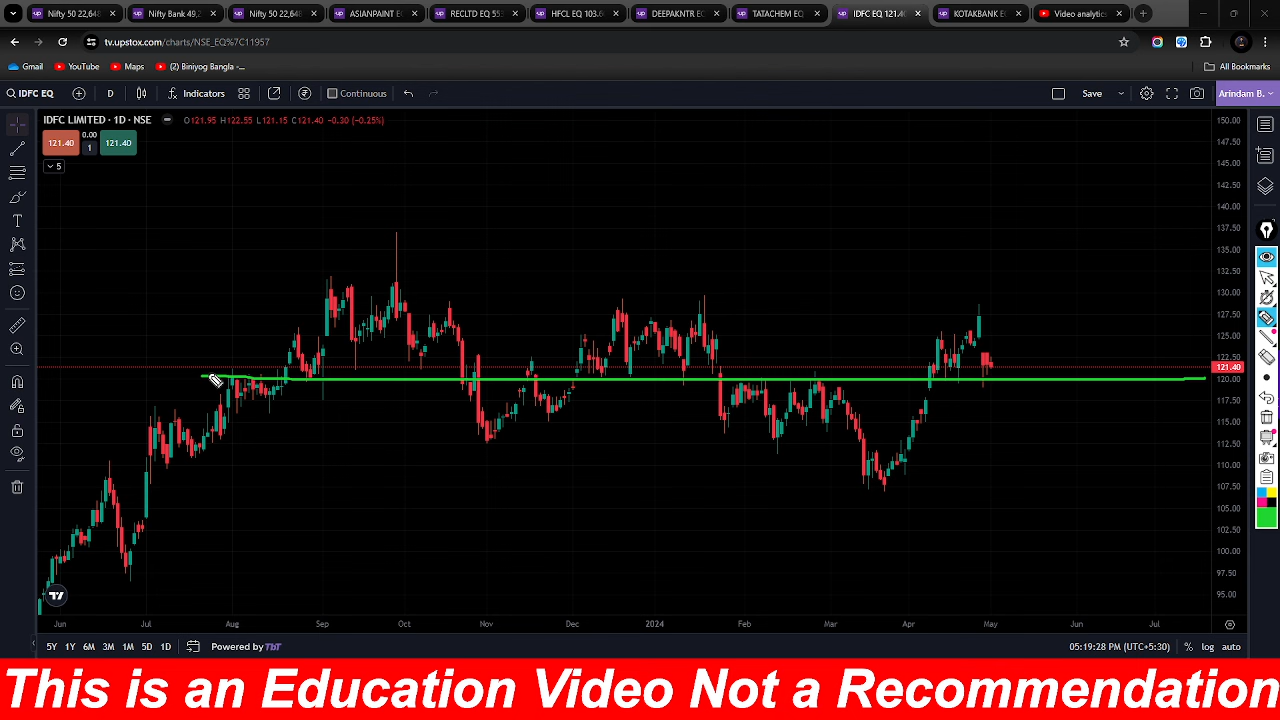 Nifty 50 22,648 Nifty Bank 49,2 Nifty 50 22,648 ASIANPAINT EQ RECLTD EQ 55 HFCL EQ 103.6 DEEPAKNTR EC TATACHEM EQ IDFC EQ 121.40 KOTAKBANK EC Video analytics
tv.upstox.com/charts/NSE_EQ%7C11957
Gmail YouTube Maps (2) Biniyog Bangla -... All Bookmarks
IDFC EQ D Indicators Continuous Save Arindam B.
IDFC LIMITED · 1D · NSE O121.95 H122.55 L121.15 C121.40 -0.30 (-0.25%)
121.40 0.00 1 121.40
5
150.00
147.50
145.00
142.50
140.00
137.50
135.00
132.50
130.00
127.50
125.00
122.50
121.40
120.00
117.50
115.00
112.50
110.00
107.50
105.00
102.50
100.00
97.50
95.00
Jun Jul Aug Sep Oct Nov Dec 2024 Feb Mar Apr May Jun Jul
5Y 1Y 6M 3M 1M 5D 1D Powered by TbT 05:19:28 PM (UTC+5:30) % log auto
This is an Education Video Not a Recommendation